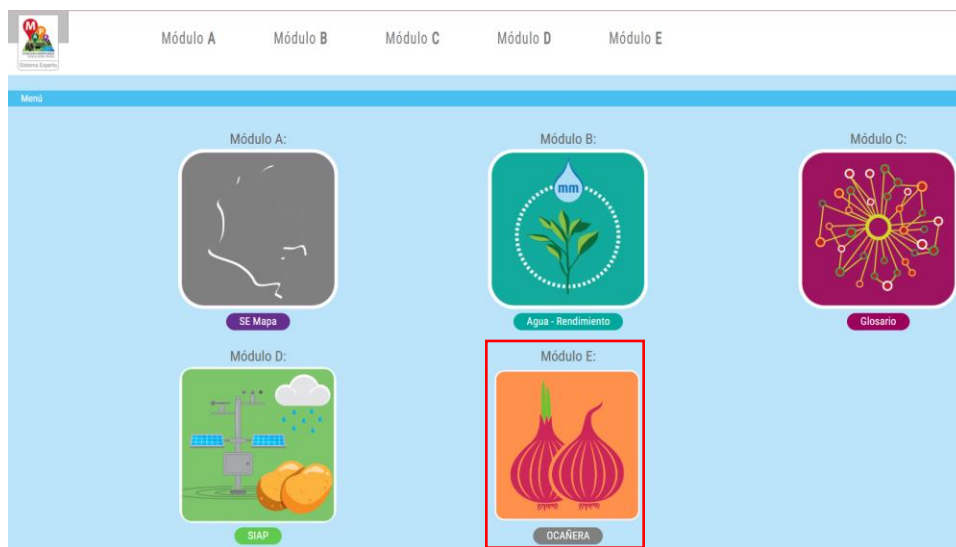 M
Sistema Experto
Módulo A
Módulo B
Módulo C
Módulo D
Módulo E
Menú
Módulo A:
Módulo B:
Módulo C:
mm
SE Mapa
Agua - Rendimiento
Glosario
Módulo D:
Módulo E:
SIAP
OCAÑERA